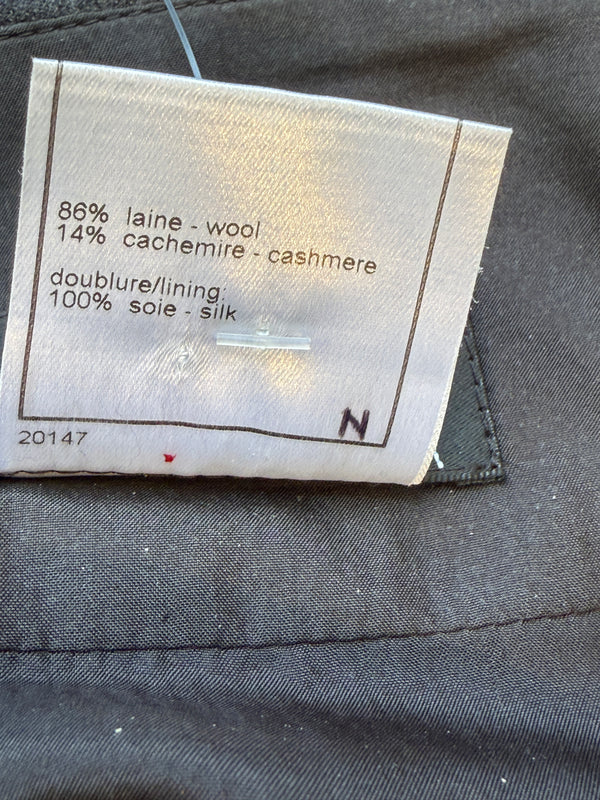 86% laine - wool
14% cachemire - cashmere
doublure/lining:
100% soie - silk
N
20147